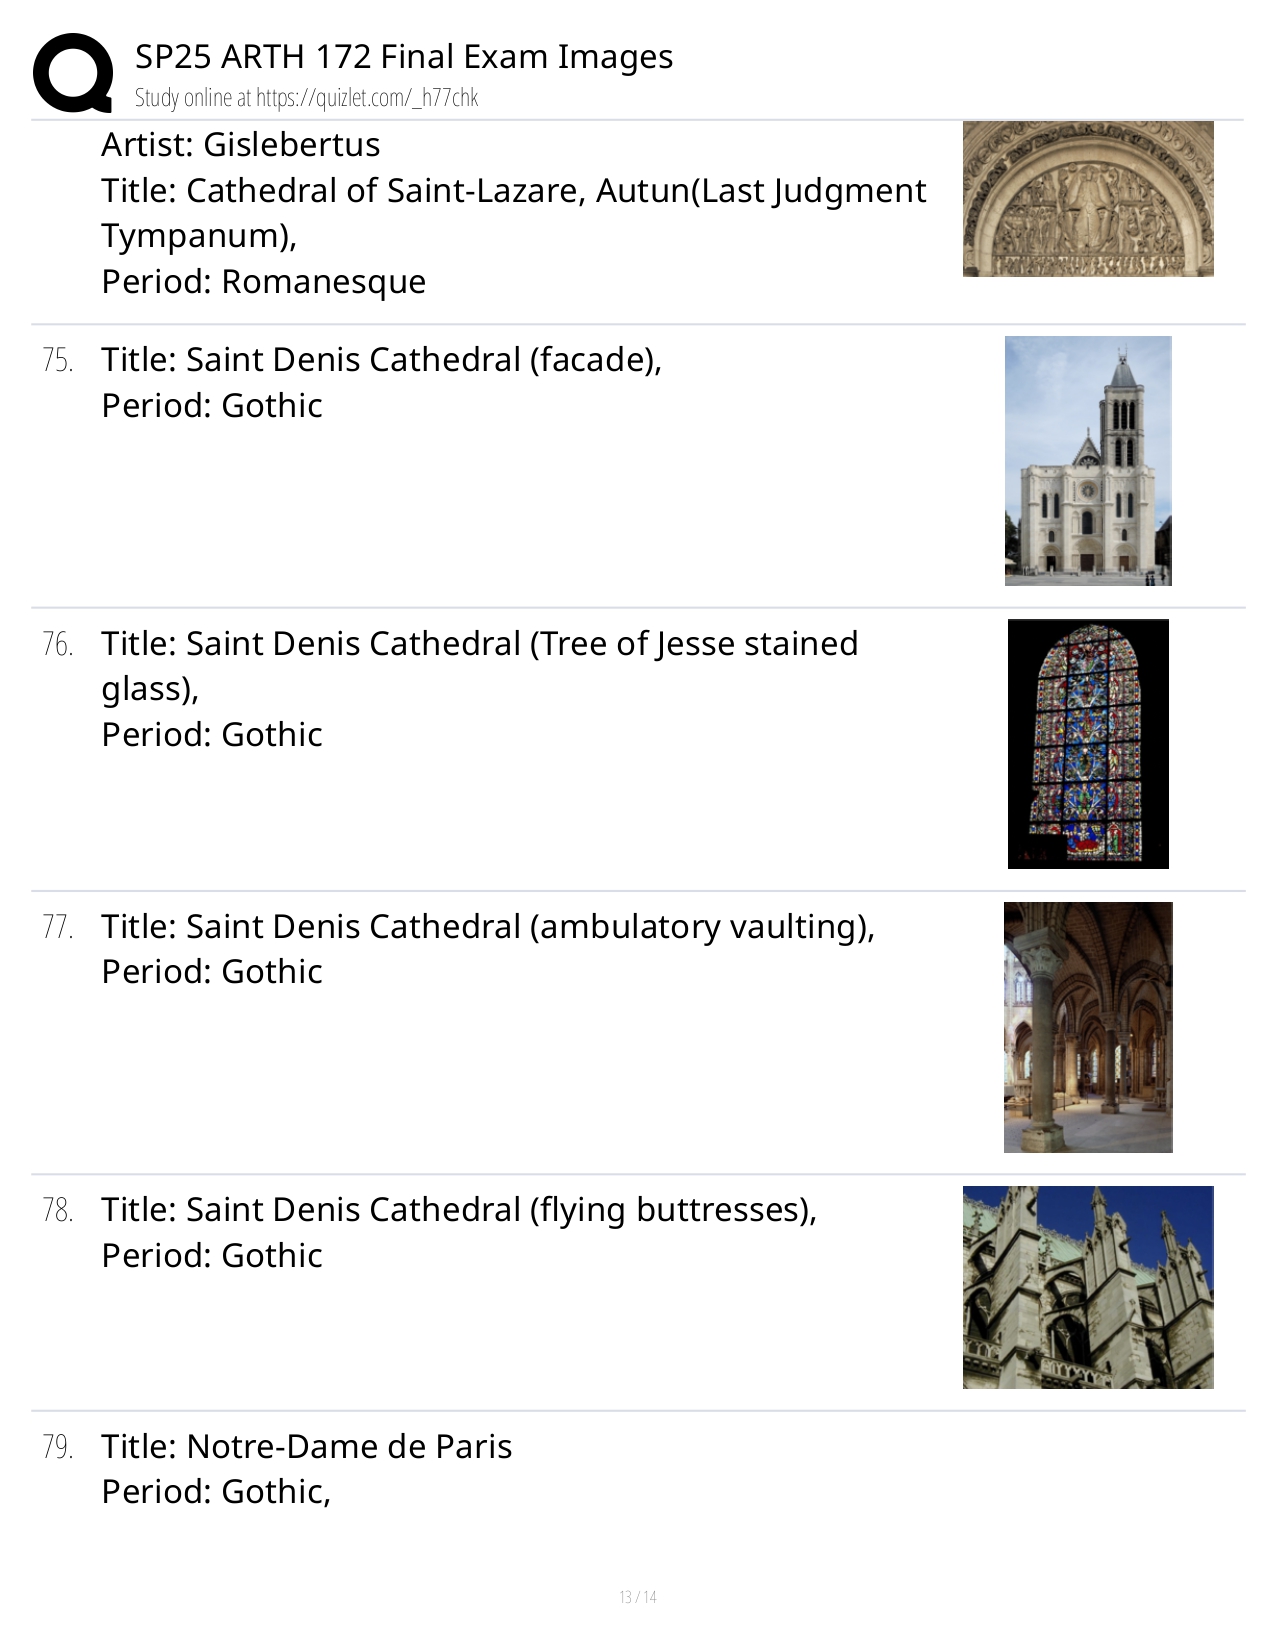 SP25 ARTH 172 Final Exam Images
Study online at https://quizlet.com/_h77chk
Artist: Gislebertus
Title: Cathedral of Saint-Lazare, Autun(Last Judgment
Tympanum),
Period: Romanesque
75. Title: Saint Denis Cathedral (facade),
Period: Gothic
76. Title: Saint Denis Cathedral (Tree of Jesse stained
glass),
Period: Gothic
77. Title: Saint Denis Cathedral (ambulatory vaulting),
Period: Gothic
78. Title: Saint Denis Cathedral (flying buttresses),
Period: Gothic
79. Title: Notre-Dame de Paris
Period: Gothic,
13 / 14